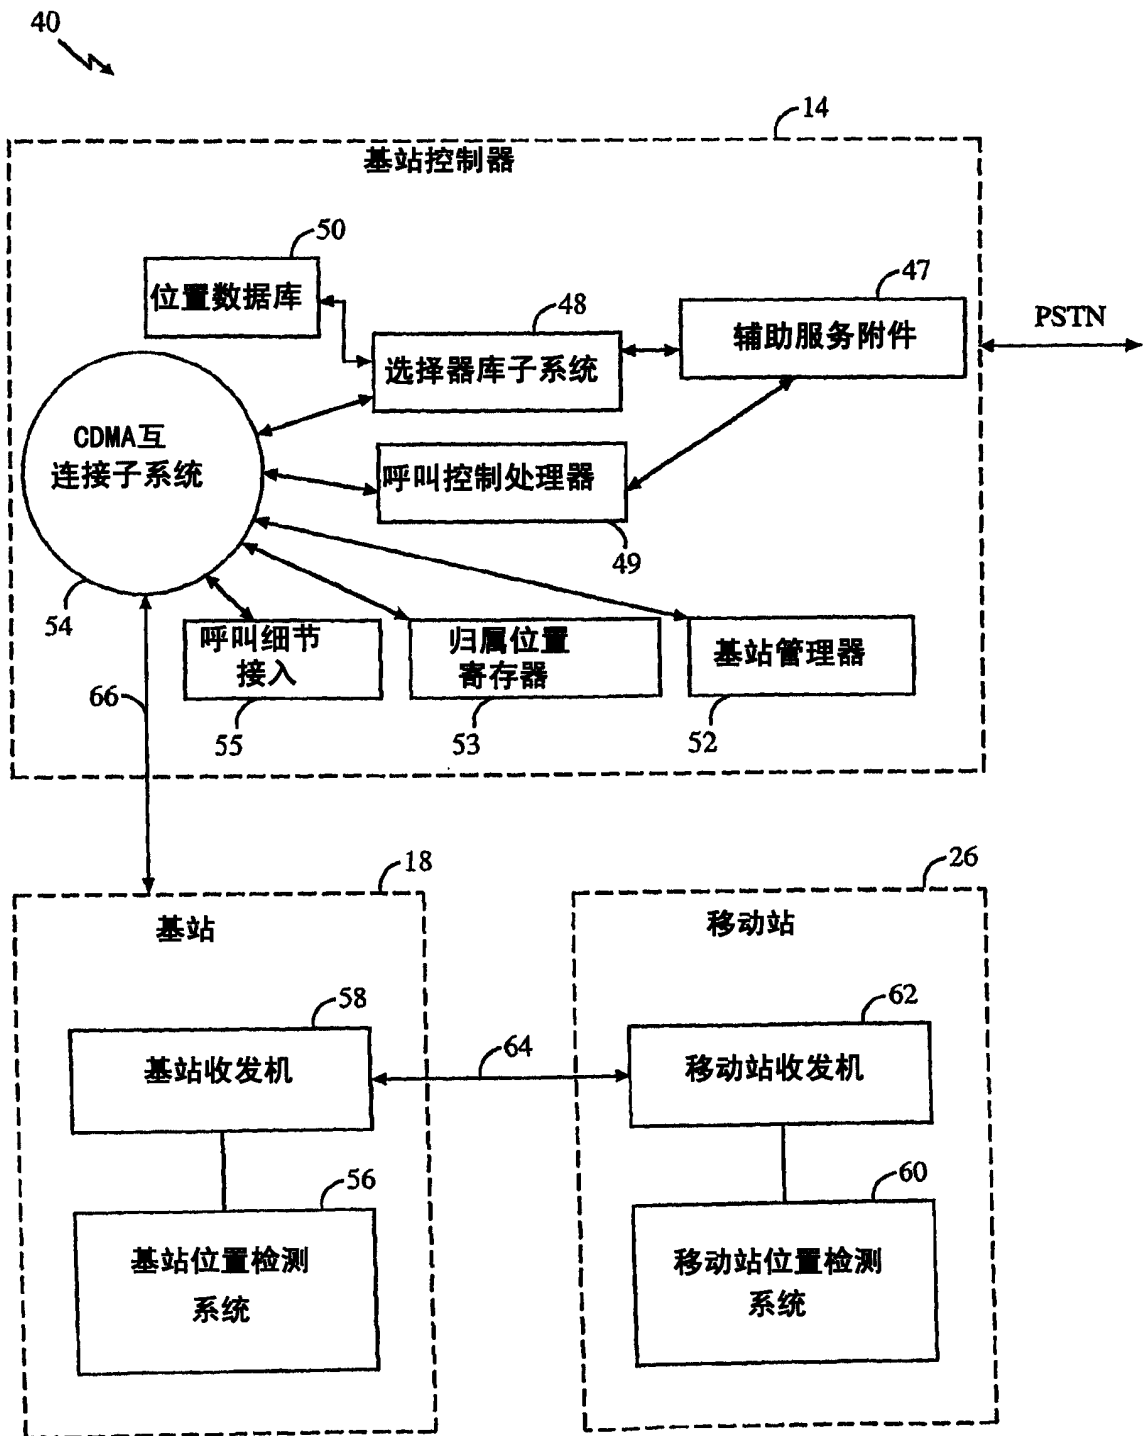 40
14
基站控制器
50
位置数据库
48
选择器库子系统
47
辅助服务附件
PSTN
CDMA互
连接子系统
54
呼叫控制处理器
49
呼叫细节
接入
55
归属位置
寄存器
53
基站管理器
52
66
18
基站
58
基站收发机
56
基站位置检测
系统
64
26
移动站
62
移动站收发机
60
移动站位置检测
系统